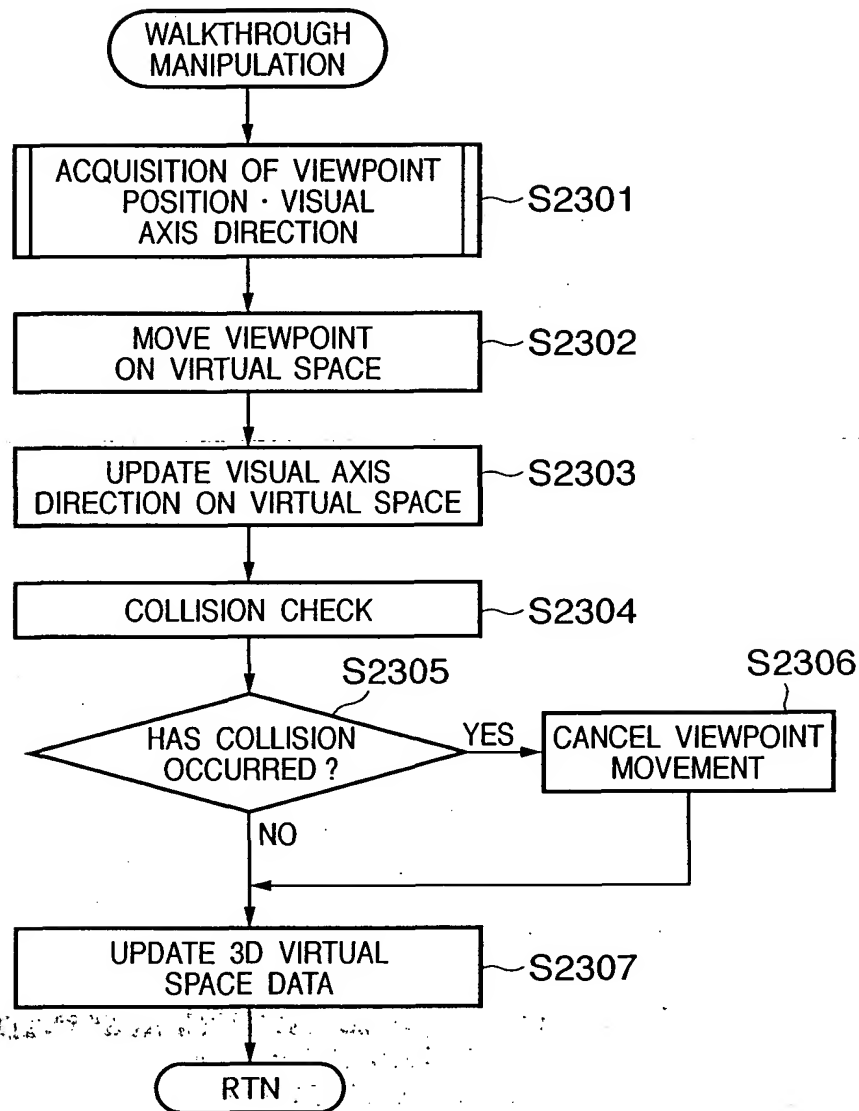 WALKTHROUGH
MANIPULATION
ACQUISITION OF VIEWPOINT
POSITION · VISUAL
AXIS DIRECTION
S2301
MOVE VIEWPOINT
ON VIRTUAL SPACE
S2302
UPDATE VISUAL AXIS
DIRECTION ON VIRTUAL SPACE
S2303
COLLISION CHECK
S2304
S2305
HAS COLLISION
OCCURRED ?
YES
S2306
CANCEL VIEWPOINT
MOVEMENT
NO
UPDATE 3D VIRTUAL
SPACE DATA
S2307
RTN